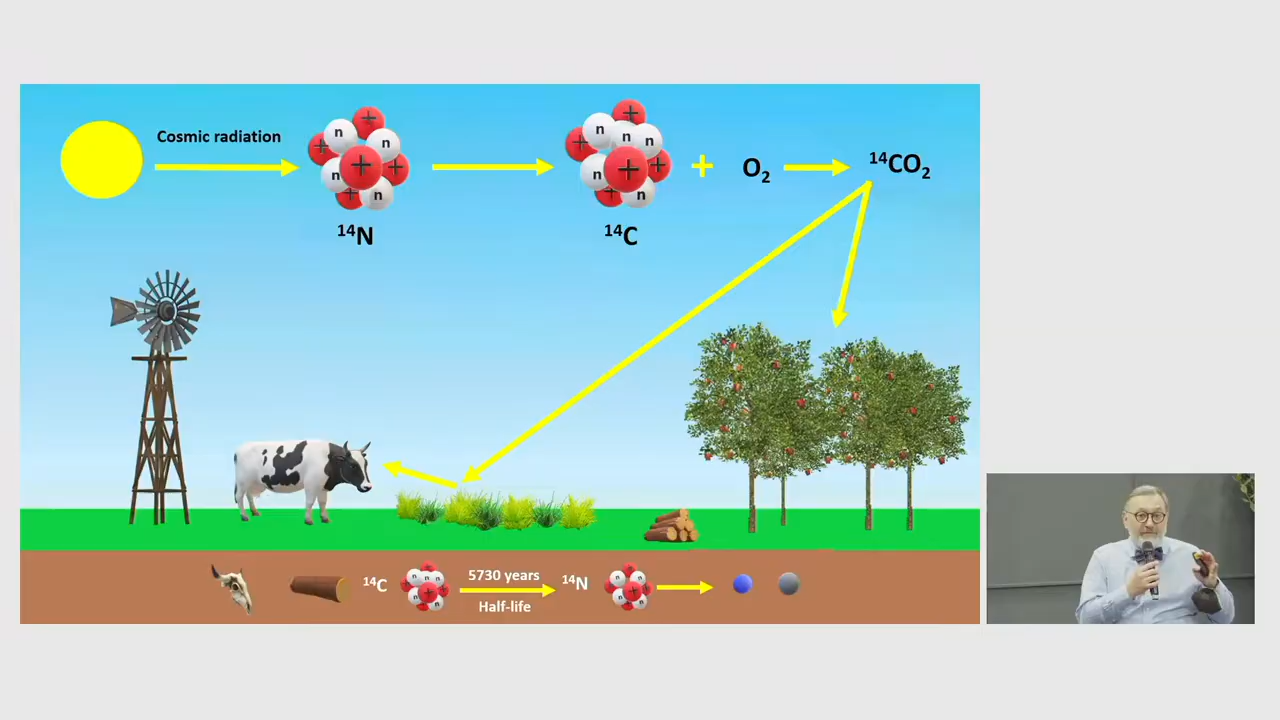 Cosmic radiation
+ n + n + + n + n
¹⁴N
+ n n n + n + + + n
¹⁴C
+
O₂
¹⁴CO₂
¹⁴C
5730 years
Half-life
¹⁴N